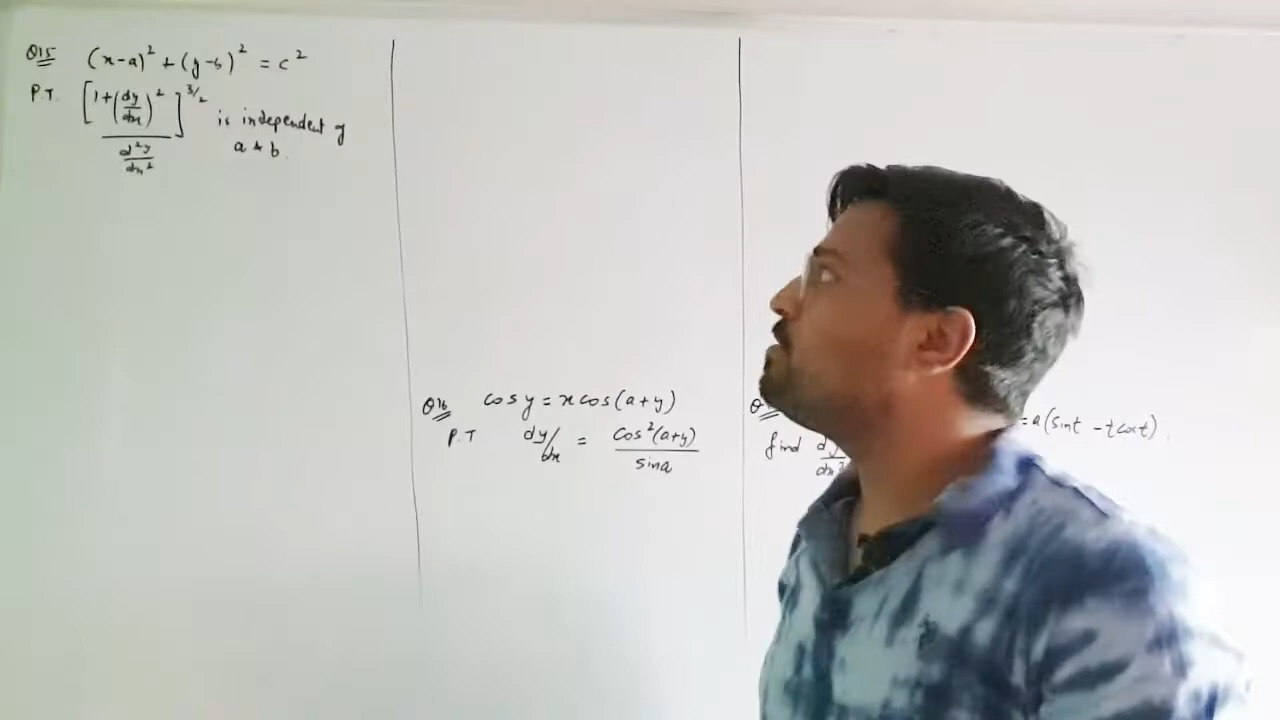 Q15 (x-a)² + (y-b)² = c²
P.T. [1+(dy/dx)²]^3/2 / d²y/dx² is independent of
a & b.
Q16 cos y = x cos(a+y)
P.T dy/dx = cos²(a+y) / sin a
= a(sint - t cost).
find